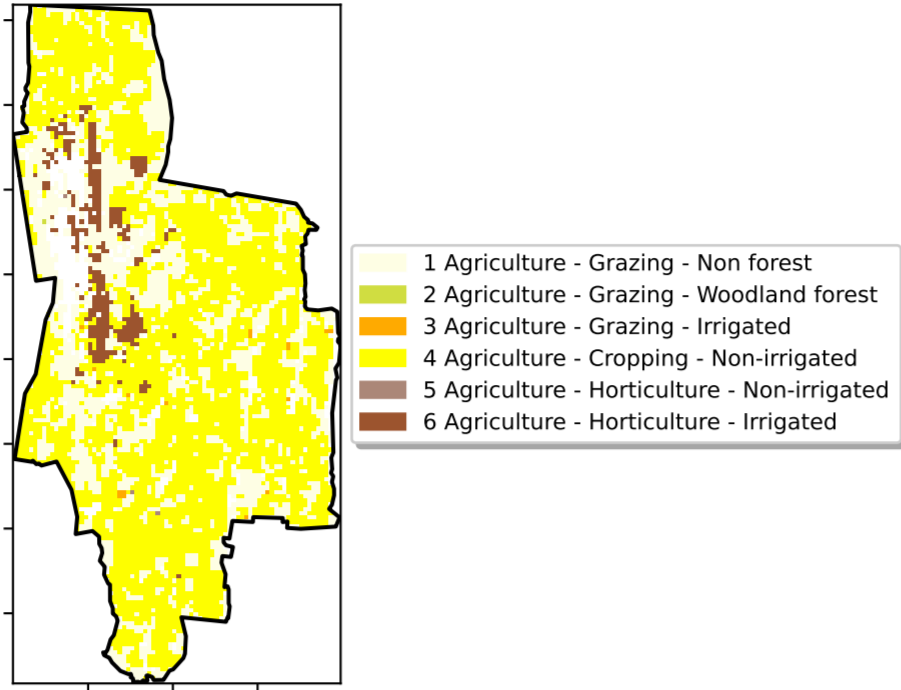 1 Agriculture - Grazing - Non forest
2 Agriculture - Grazing - Woodland forest
3 Agriculture - Grazing - Irrigated
4 Agriculture - Cropping - Non-irrigated
5 Agriculture - Horticulture - Non-irrigated
6 Agriculture - Horticulture - Irrigated